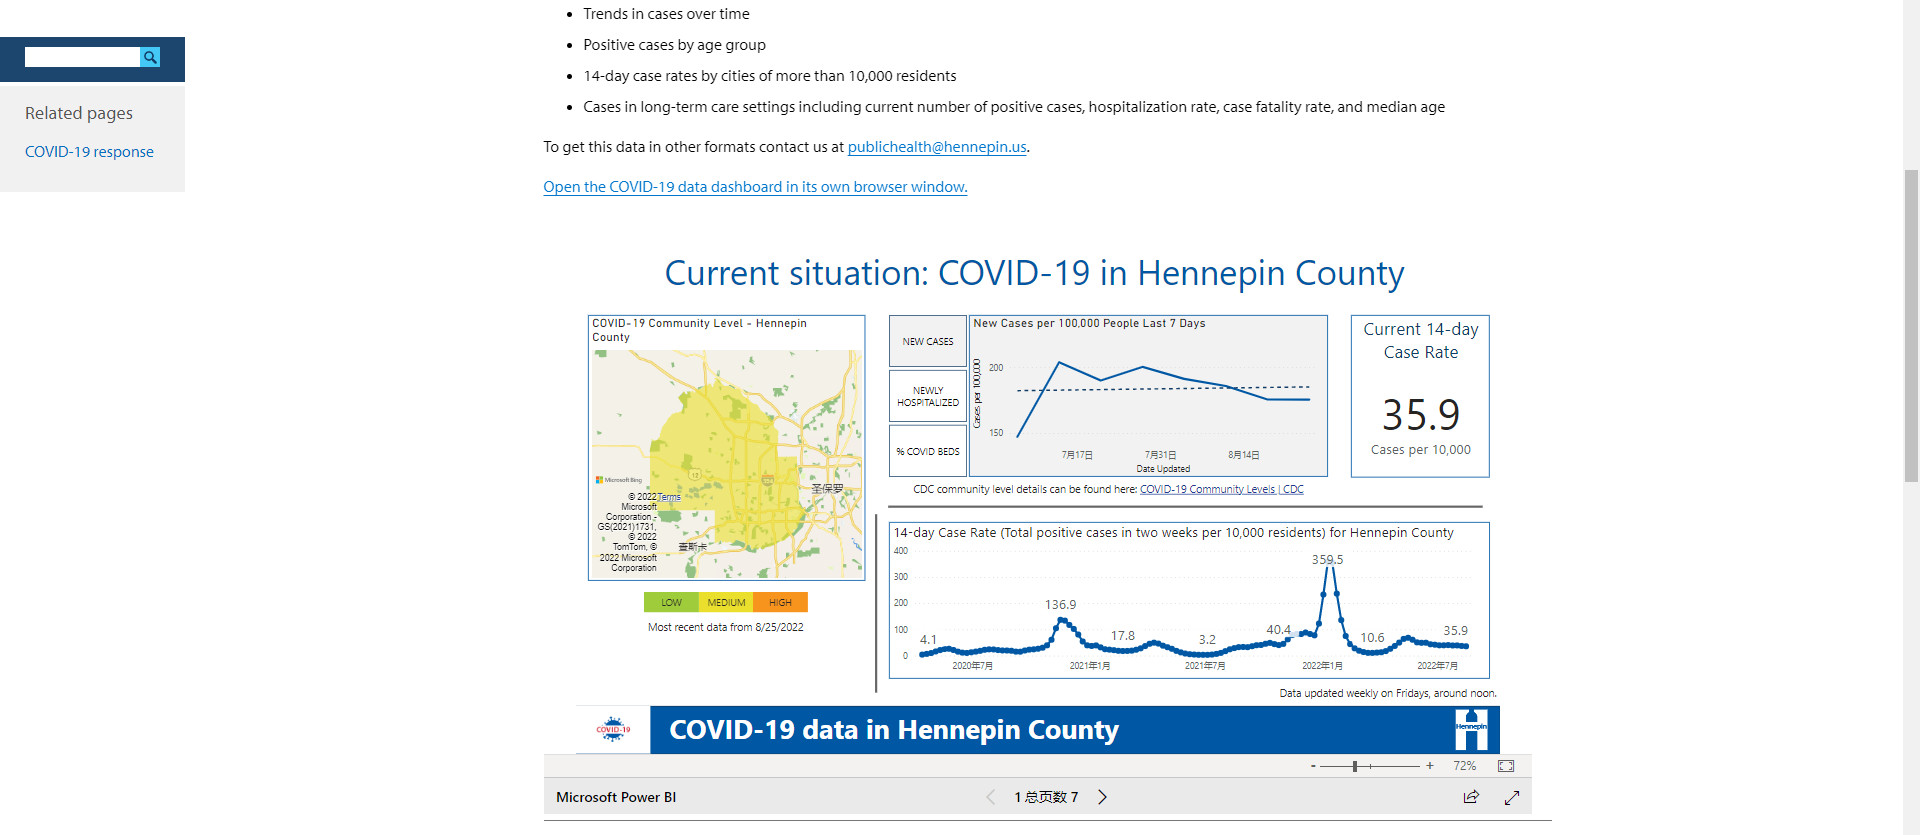 Trends in cases over time
Positive cases by age group
14-day case rates by cities of more than 10,000 residents
Cases in long-term care settings including current number of positive cases, hospitalization rate, case fatality rate, and median age
Related pages
COVID-19 response
To get this data in other formats contact us at publichealth@hennepin.us.
Open the COVID-19 data dashboard in its own browser window.
Current situation: COVID-19 in Hennepin County
COVID-19 Community Level - Hennepin
County
圣保罗
查斯卡
Microsoft Bing
© 2022 Terms
Microsoft
Corporation,
GS(2021)1731,
© 2022
TomTom, ©
2022 Microsoft
Corporation
LOW MEDIUM HIGH
Most recent data from 8/25/2022
NEW CASES
NEWLY
HOSPITALIZED
% COVID BEDS
New Cases per 100,000 People Last 7 Days
Cases per 100,000
200
150
7月17日 7月31日 8月14日
Date Updated
Current 14-day
Case Rate
35.9
Cases per 10,000
CDC community level details can be found here: COVID-19 Community Levels | CDC
14-day Case Rate (Total positive cases in two weeks per 10,000 residents) for Hennepin County
400
300
200
100
0
4.1 136.9 17.8 3.2 40.4 359.5 10.6 35.9
2020年7月 2021年1月 2021年7月 2022年1月 2022年7月
Data updated weekly on Fridays, around noon.
COVID-19
COVID-19 data in Hennepin County
Hennepin
- + 72%
Microsoft Power BI
1 总页数 7